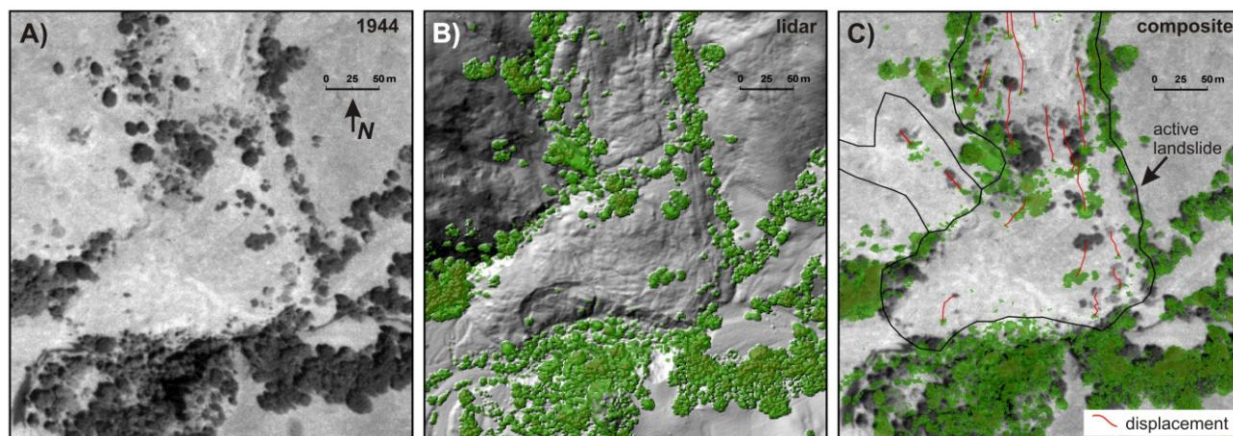 A)
1944
0 25 50 m
N
B)
lidar
0 25 50 m
C)
composite
0 25 50 m
active
landslide
displacement